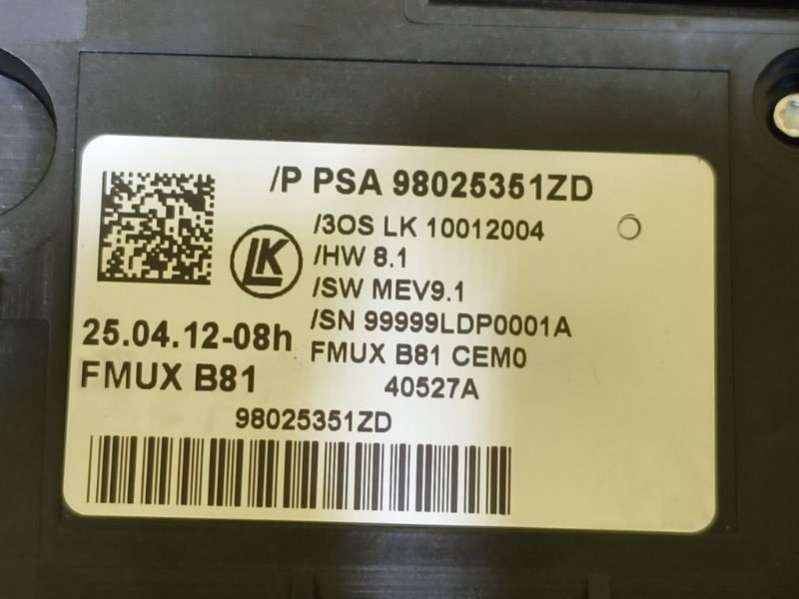 /P PSA 98025351ZD
/3OS LK 10012004
/HW 8.1
/SW MEV9.1
/SN 99999LDP0001A
FMUX B81 CEM0
40527A
LK
25.04.12-08h
FMUX B81
98025351ZD